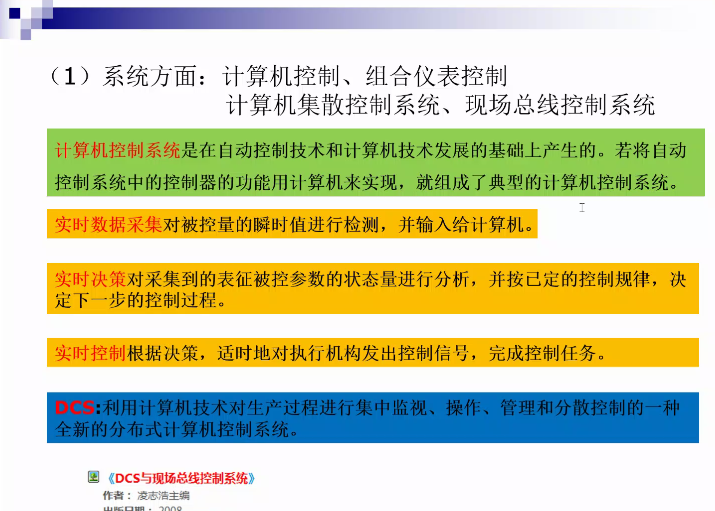 （1）系统方面：计算机控制、组合仪表控制
计算机集散控制系统、现场总线控制系统
计算机控制系统是在自动控制技术和计算机技术发展的基础上产生的。若将自动
控制系统中的控制器的功能用计算机来实现，就组成了典型的计算机控制系统。
实时数据采集对被控量的瞬时值进行检测，并输入给计算机。
实时决策对采集到的表征被控参数的状态量进行分析，并按已定的控制规律，决
定下一步的控制过程。
实时控制根据决策，适时地对执行机构发出控制信号，完成控制任务。
DCS:利用计算机技术对生产过程进行集中监视、操作、管理和分散控制的一种
全新的分布式计算机控制系统。
《DCS与现场总线控制系统》
作者：凌志浩主编
出版日期：2008